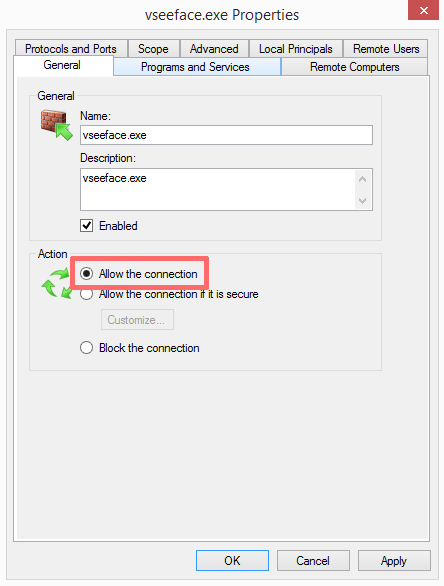 vseeface.exe Properties
Protocols and Ports
Scope
Advanced
Local Principals
Remote Users
General
Programs and Services
Remote Computers
General
Name:
vseeface.exe
Description:
vseeface.exe
Enabled
Action
Allow the connection
Allow the connection if it is secure
Customize...
Block the connection
OK
Cancel
Apply